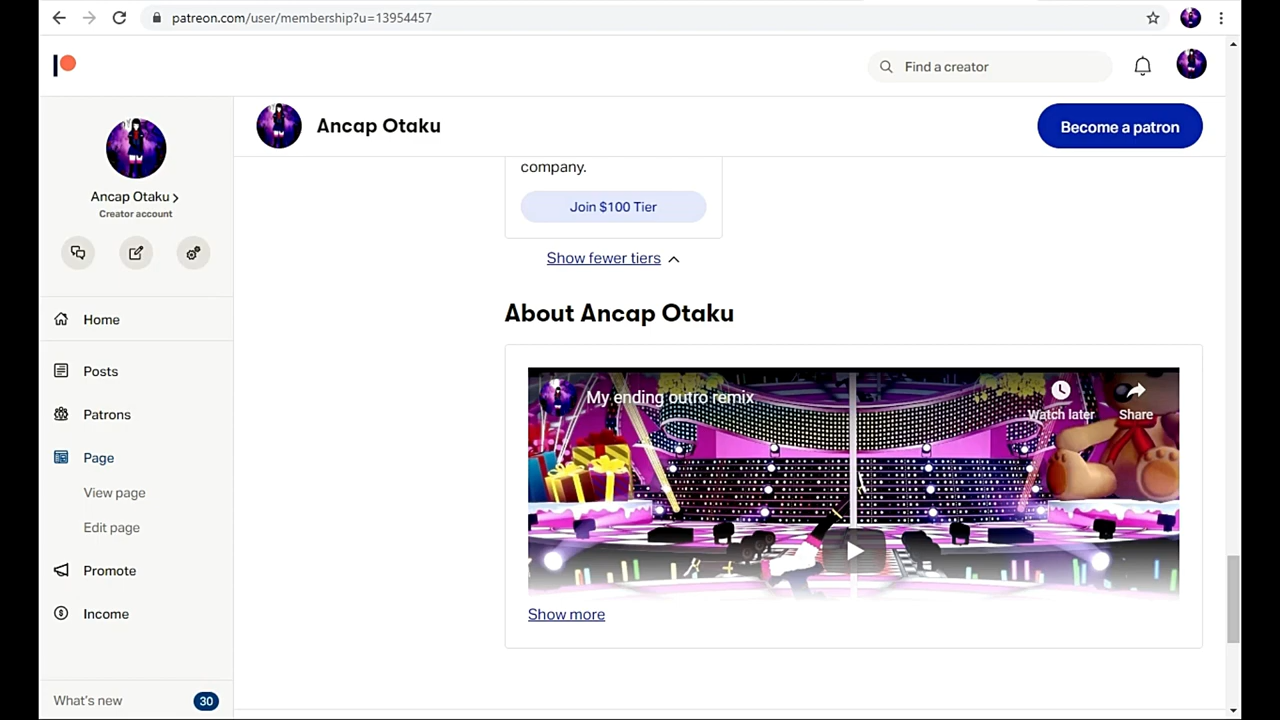 patreon.com/user/membership?u=13954457
Find a creator
Ancap Otaku
Creator account
Home
Posts
Patrons
Page
View page
Edit page
Promote
Income
What's new
30
Ancap Otaku
Become a patron
company.
Join $100 Tier
Show fewer tiers
About Ancap Otaku
My ending outro remix
Watch later
Share
Show more